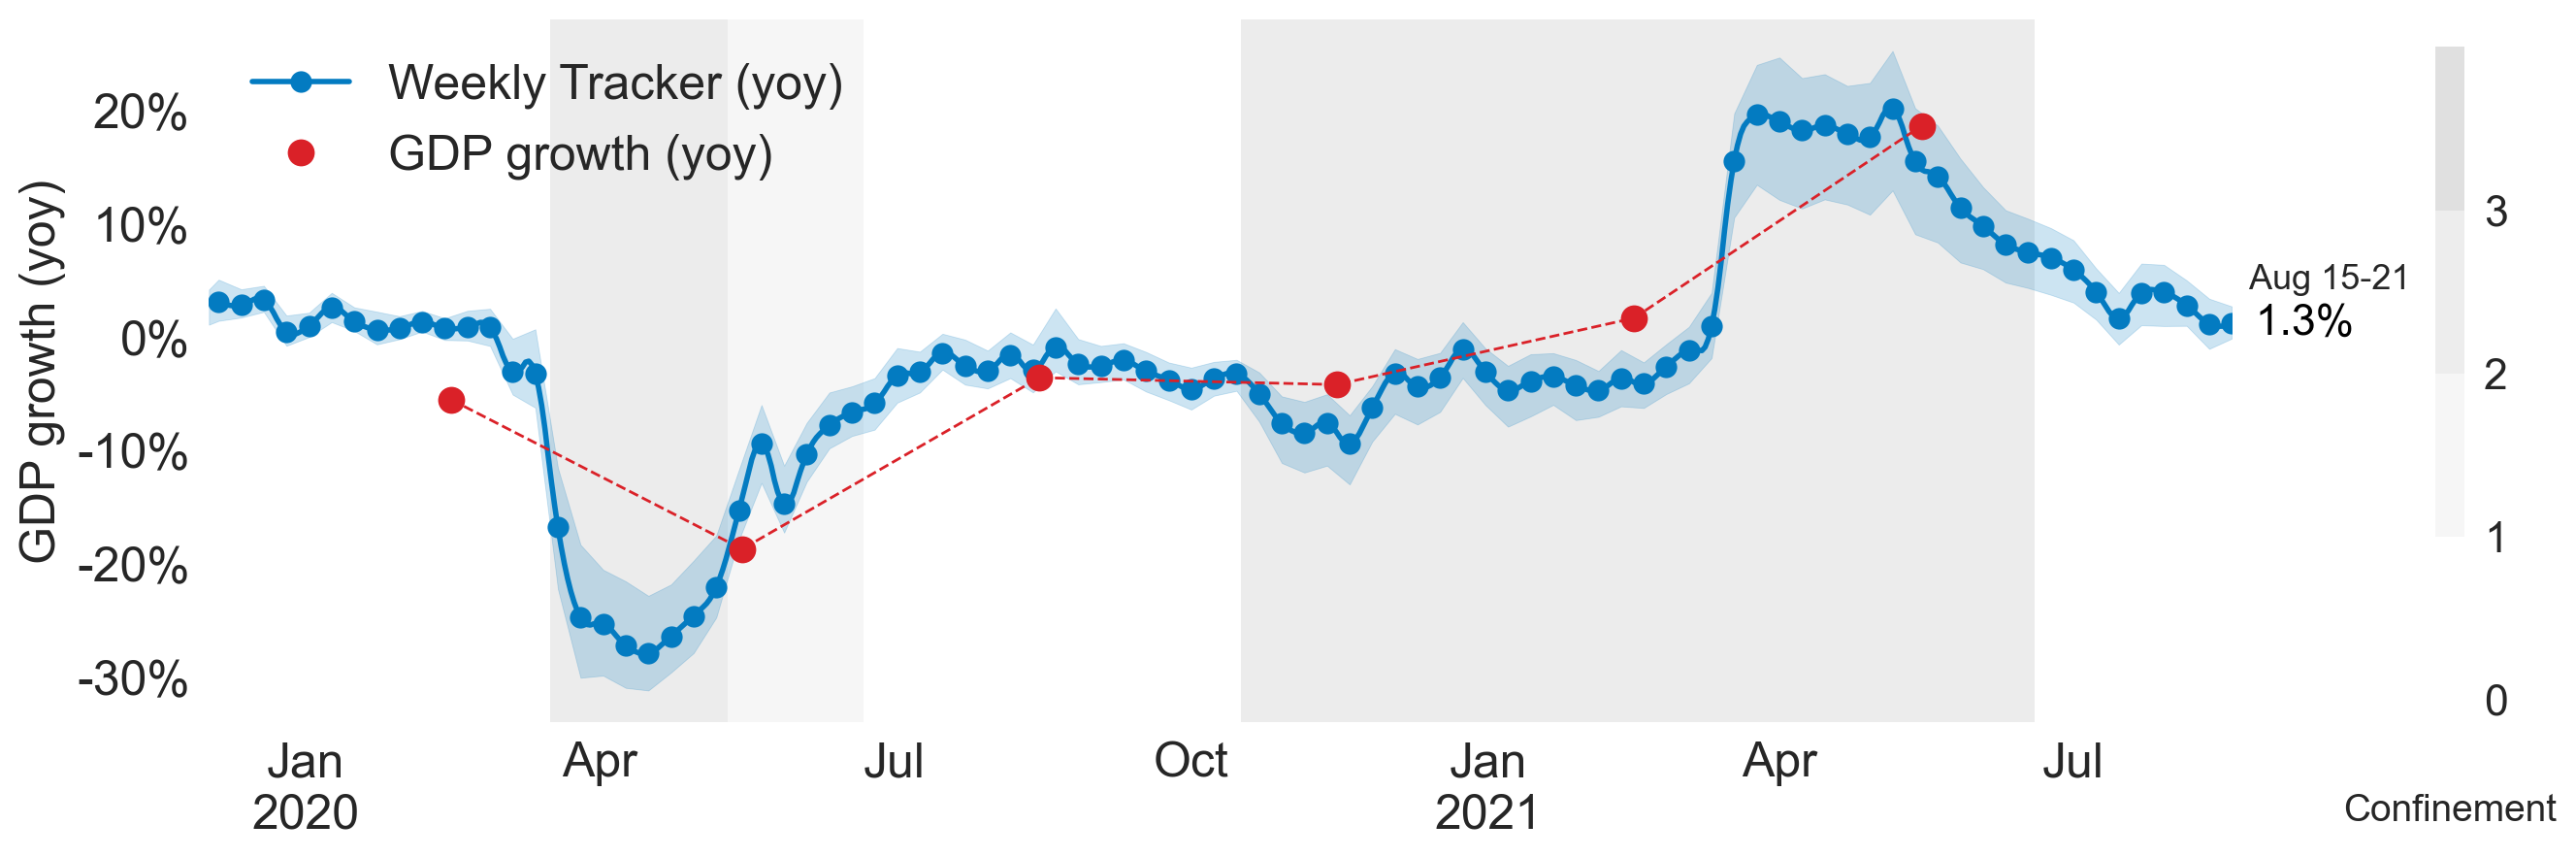 Weekly Tracker (yoy)
GDP growth (yoy)
GDP growth (yoy)
20%
10%
0%
-10%
-20%
-30%
Aug 15-21
1.3%
3
2
1
0
Jan
2020
Apr
Jul
Oct
Jan
2021
Apr
Jul
Confinement